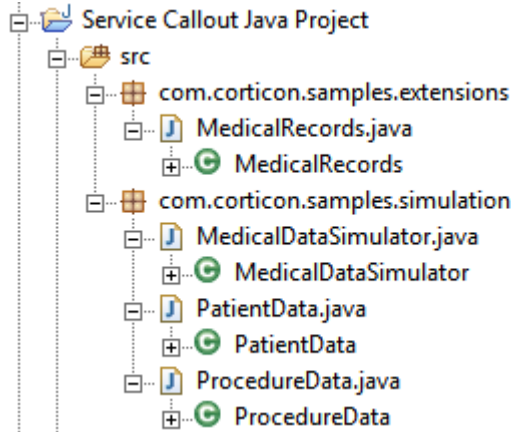 Service Callout Java Project
src
com.corticon.samples.extensions
MedicalRecords.java
MedicalRecords
com.corticon.samples.simulation
MedicalDataSimulator.java
MedicalDataSimulator
PatientData.java
PatientData
ProcedureData.java
ProcedureData